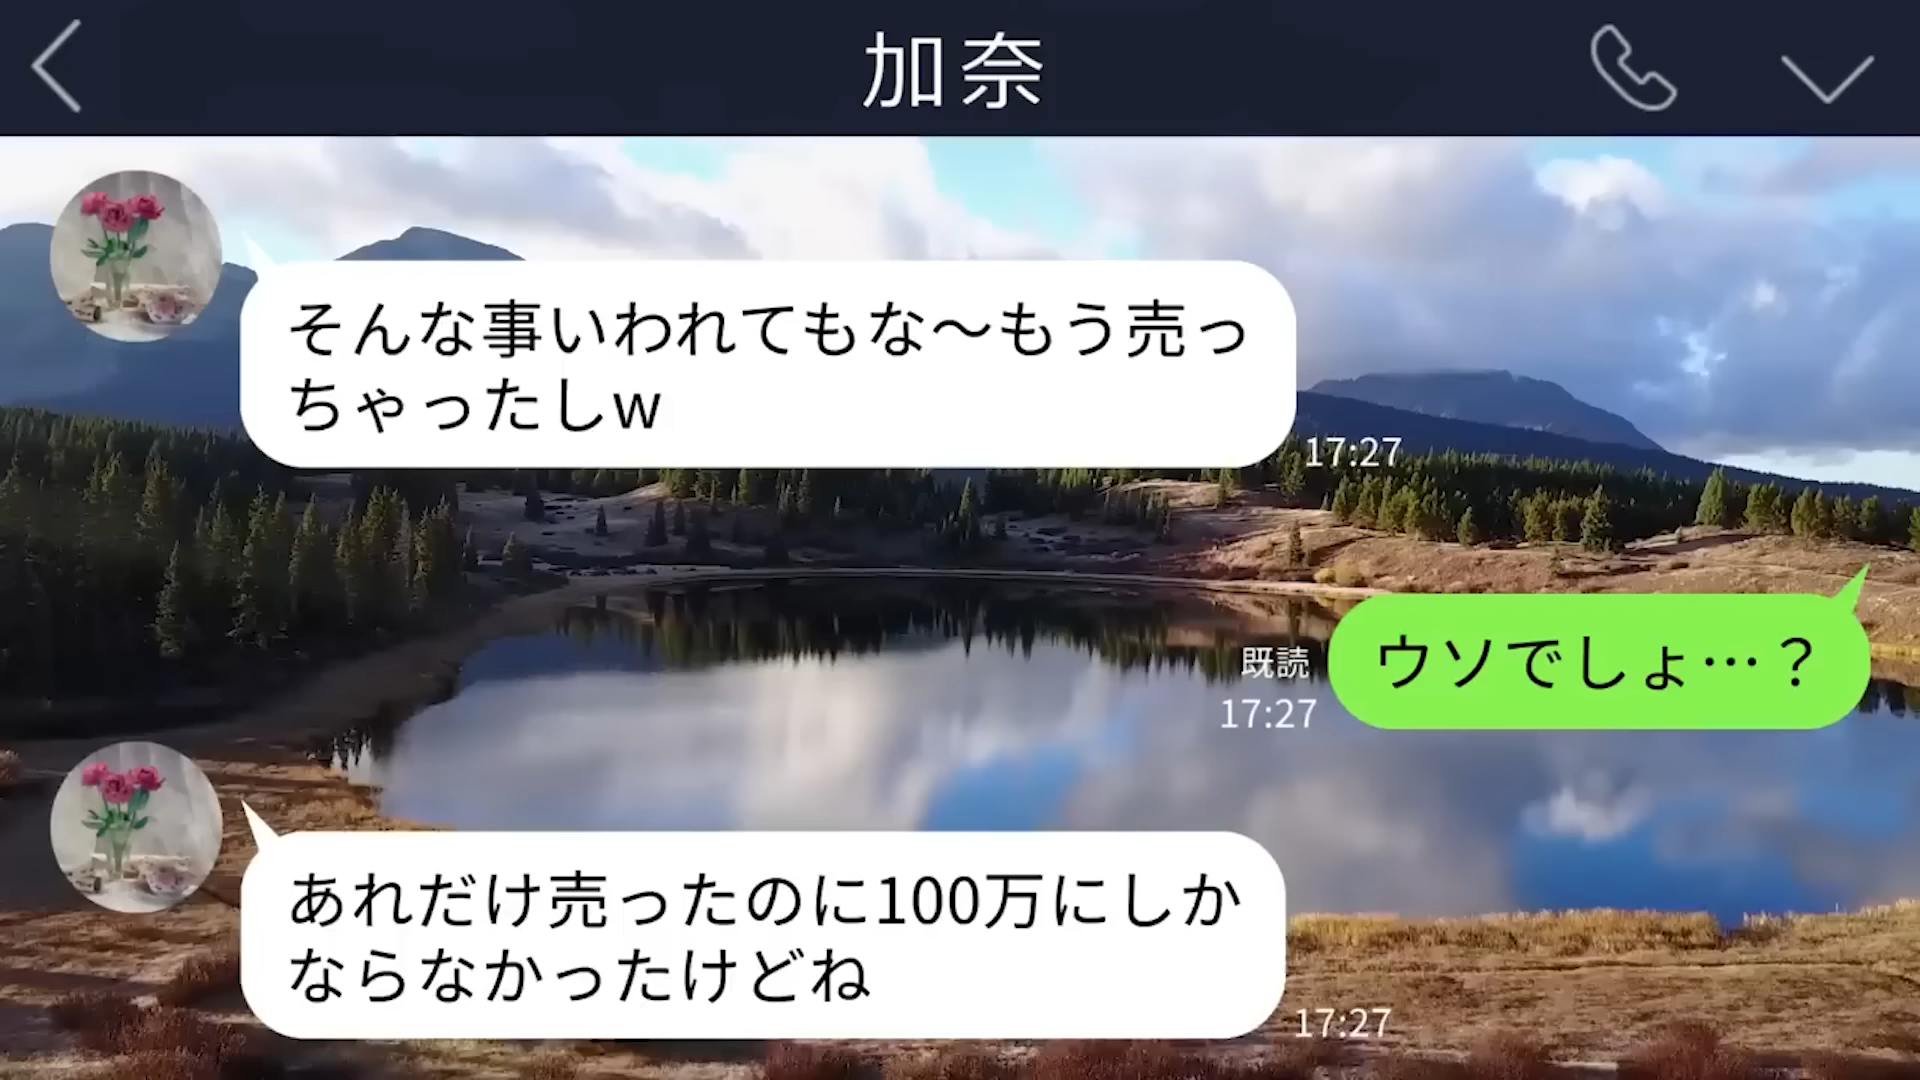 加奈
そんな事いわれてもな〜もう売っ
ちゃったしw
17:27
ウソでしょ…？
既読
17:27
あれだけ売ったのに100万にしか
ならなかったけどね
17:27